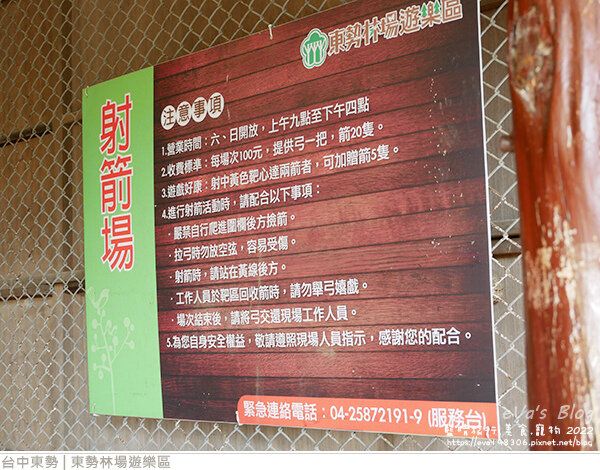 東勢林場遊樂區
射箭場
注意事項
1.營業時間：六、日開放，上午九點至下午四點
2.收費標準：每場次100元，提供弓一把，箭20隻。
3.遊戲好康：射中黃色靶心達兩箭者，可加贈箭5隻。
4.進行射箭活動時，請配合以下事項：
·嚴禁自行爬進圍欄後方撿箭。
·拉弓時勿放空弦，容易受傷。
·射箭時，請站在黃線後方。
·工作人員於靶區回收箭時，請勿舉弓嬉戲。
·場次結束後，請將弓交還現場工作人員。
5.為您自身安全權益，敬請遵照現場人員指示，感謝您的配合。
緊急連絡電話：04-25872191-9 (服務台)
eva's Blog
旅行,美食,寵物 2022
https://eva143306.pixnet.net/blog
台中東勢 | 東勢林場遊樂區